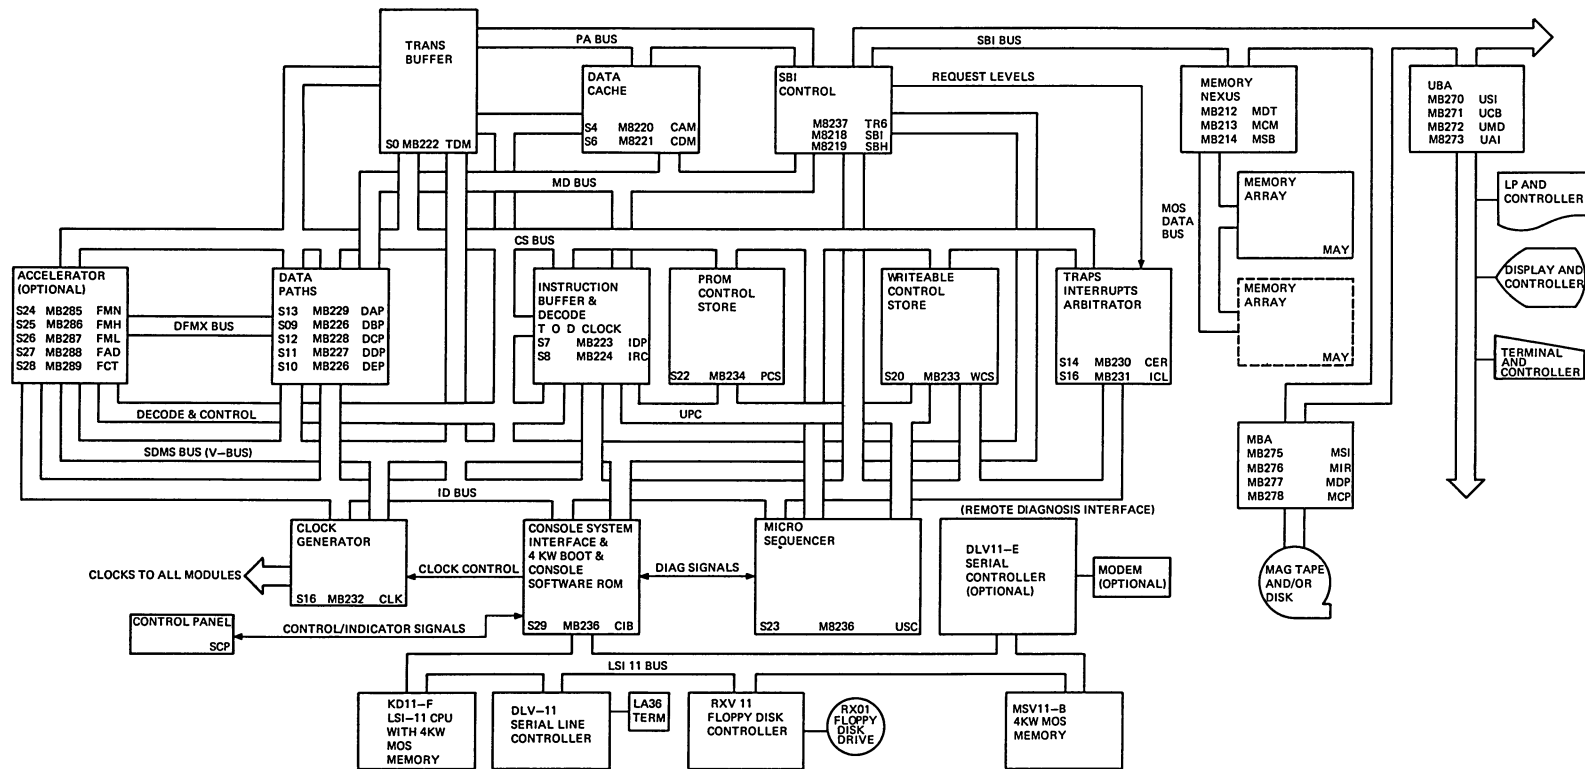 TRANS
BUFFER
S0 MB222 TDM
PA BUS
DATA
CACHE
S4 M8220 CAM
S6 M8221 CDM
SBI
CONTROL
M8237 TR6
M8218 SBI
M8219 SBH
SBI BUS
REQUEST LEVELS
MEMORY
NEXUS
MB212 MDT
MB213 MCM
MB214 MSB
UBA
MB270 USI
MB271 UCB
MB272 UMD
M8273 UAI
MD BUS
MOS
DATA
BUS
MEMORY
ARRAY
MAY
MEMORY
ARRAY
MAY
LP AND
CONTROLLER
DISPLAY AND
CONTROLLER
TERMINAL
AND
CONTROLLER
CS BUS
ACCELERATOR
(OPTIONAL)
S24 MB285 FMN
S25 MB286 FMH
S26 MB287 FML
S27 MB288 FAD
S28 MB289 FCT
DFMX BUS
DATA
PATHS
S13 MB229 DAP
S09 MB226 DBP
S12 MB228 DCP
S11 MB227 DDP
S10 MB226 DEP
INSTRUCTION
BUFFER &
DECODE
T O D CLOCK
S7 MB223 IDP
S8 MB224 IRC
PROM
CONTROL
STORE
S22 MB234 PCS
WRITEABLE
CONTROL
STORE
S20 MB233 WCS
TRAPS
INTERRUPTS
ARBITRATOR
S14 MB230 CER
S16 MB231 ICL
DECODE & CONTROL
UPC
SDMS BUS (V-BUS)
ID BUS
MBA
MB275 MSI
MB276 MIR
MB277 MDP
MB278 MCP
MAG TAPE
AND/OR
DISK
CLOCK
GENERATOR
S16 MB232 CLK
CLOCKS TO ALL MODULES
CLOCK CONTROL
CONSOLE SYSTEM
INTERFACE &
4 KW BOOT &
CONSOLE
SOFTWARE ROM
S29 MB236 CIB
DIAG SIGNALS
MICRO
SEQUENCER
S23 M8236 USC
(REMOTE DIAGNOSIS INTERFACE)
DLV11-E
SERIAL
CONTROLLER
(OPTIONAL)
MODEM
(OPTIONAL)
CONTROL PANEL
SCP
CONTROL/INDICATOR SIGNALS
LSI 11 BUS
KD11-F
LSI-11 CPU
WITH 4KW
MOS
MEMORY
DLV-11
SERIAL LINE
CONTROLLER
LA36
TERM
RXV 11
FLOPPY DISK
CONTROLLER
RX01
FLOPPY
DISK
DRIVE
MSV11-B
4KW MOS
MEMORY